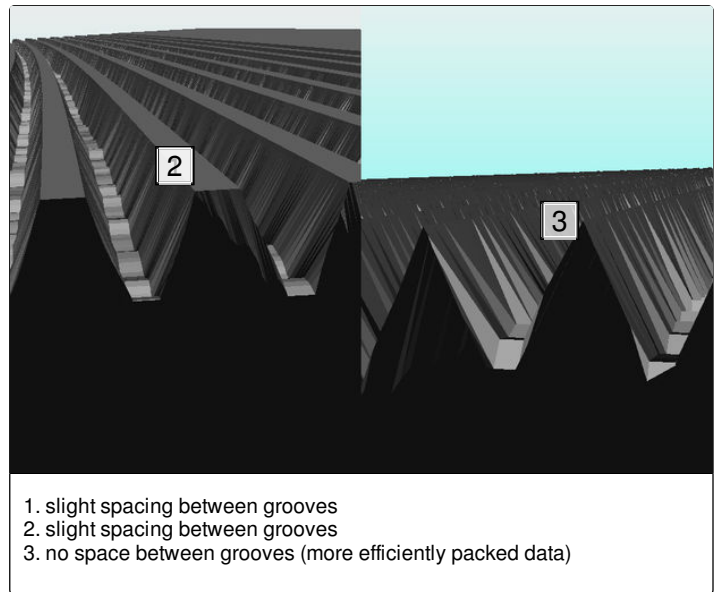 2
3
1. slight spacing between grooves
2. slight spacing between grooves
3. no space between grooves (more efficiently packed data)